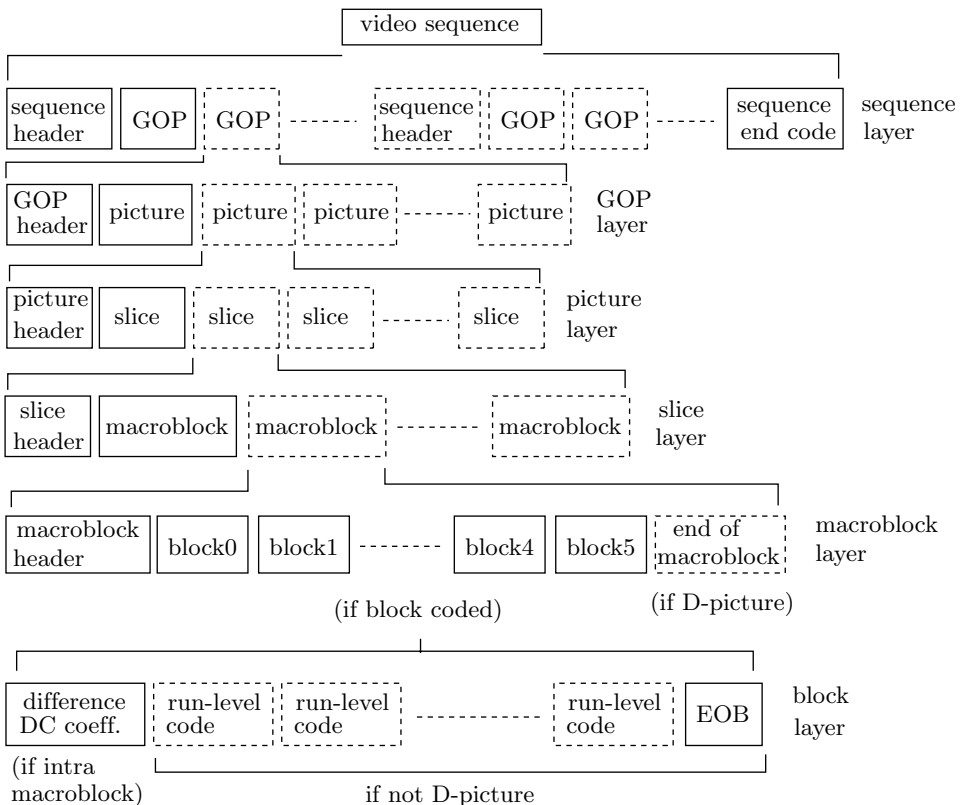 video sequence
sequence header GOP GOP sequence header GOP GOP sequence end code sequence layer
GOP header picture picture picture picture GOP layer
picture header slice slice slice slice picture layer
slice header macroblock macroblock macroblock slice layer
macroblock header block0 block1 block4 block5 end of macroblock macroblock layer
(if block coded) (if D-picture)
difference DC coeff. run-level code run-level code run-level code EOB block layer
(if intra macroblock) if not D-picture